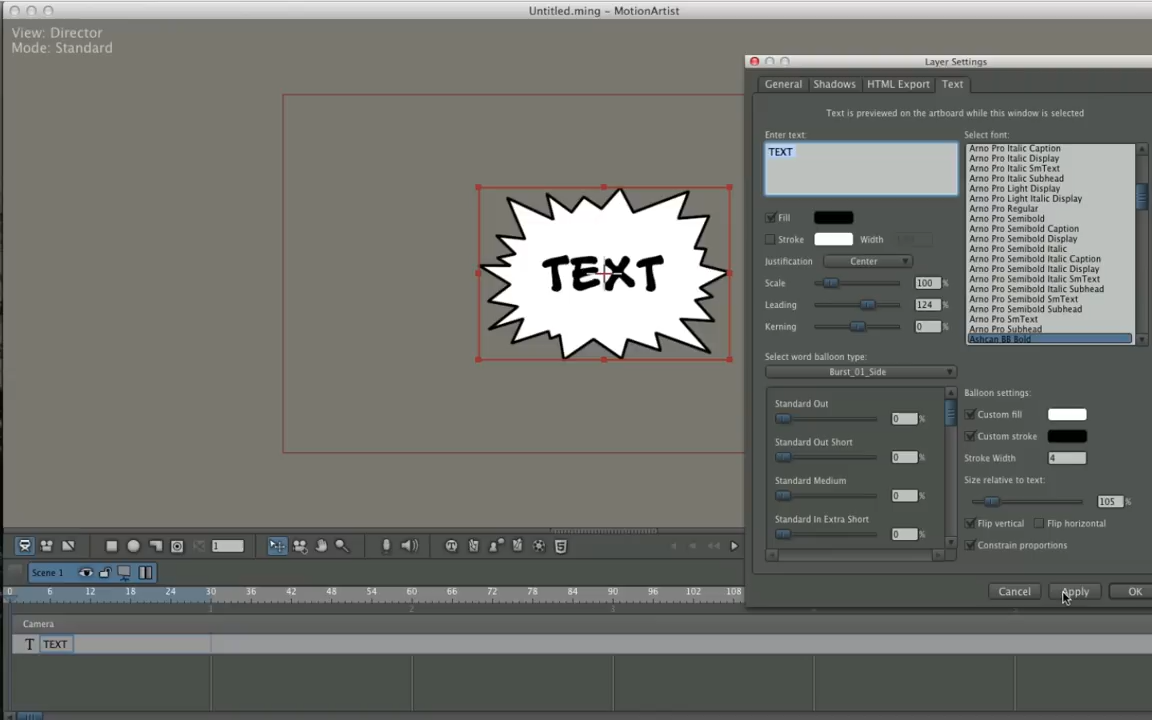 Untitled.ming – MotionArtist
View: Director
Mode: Standard
Layer Settings
General Shadows HTML Export Text
Text is previewed on the artboard while this window is selected
Enter text:
Select font:
TEXT
Arno Pro Italic Caption
Arno Pro Italic Display
Arno Pro Italic SmText
Arno Pro Italic Subhead
Arno Pro Light Display
Arno Pro Light Italic Display
Arno Pro Regular
Arno Pro Semibold
Arno Pro Semibold Caption
Arno Pro Semibold Display
Arno Pro Semibold Italic
Arno Pro Semibold Italic Caption
Arno Pro Semibold Italic Display
Arno Pro Semibold Italic SmText
Arno Pro Semibold Italic Subhead
Arno Pro Semibold SmText
Arno Pro Semibold Subhead
Arno Pro SmText
Arno Pro Subhead
Ashcan BB Bold
Fill
Stroke Width
Justification Center
Scale 100 %
Leading 124 %
Kerning 0 %
TEXT
Select word balloon type:
Burst_01_Side
Standard Out
0 %
Standard Out Short
0 %
Standard Medium
0 %
Standard In Extra Short
0 %
Balloon settings:
Custom fill
Custom stroke
Stroke Width 4
Size relative to text:
105 %
Flip vertical Flip horizontal
Constrain proportions
Cancel Apply OK
1
Scene 1
0 6 12 18 24 30 36 42 48 54 60 66 72 78 84 90 96 102 108
1 2 3
Camera
T TEXT